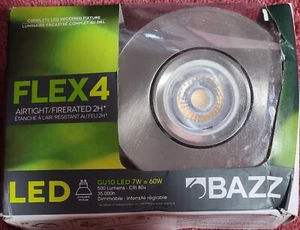 COMPLETE LED RECESSED FIXTURE
LUMINAIRE ENCASTRÉ COMPLET AU DEL
FLEX4
AIRTIGHT/FIRERATED 2H*
ÉTANCHE À L'AIR/RÉSISTANT AU FEU 2H*
LED
GU10 LED 7W = 60W
500 Lumens - CRI 80+
35 000h
Dimmable - intensité réglable
BAZZ